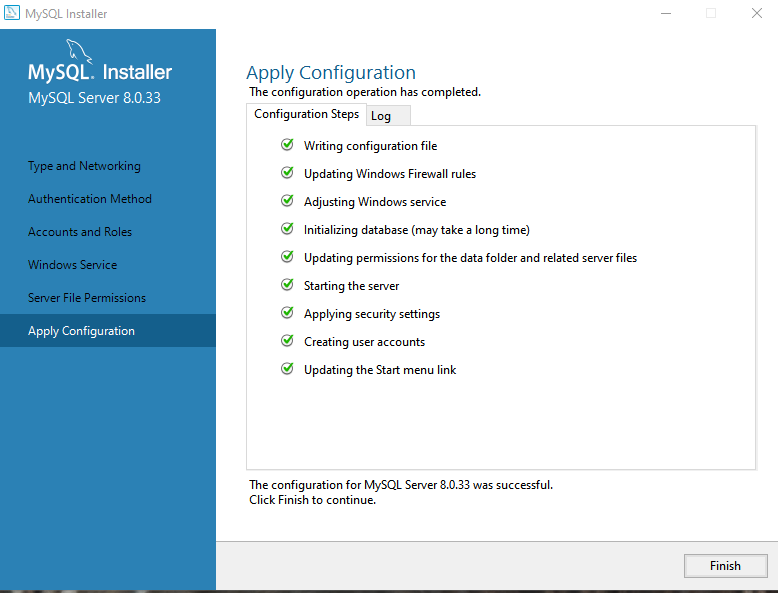 MySQL Installer
MySQL. Installer
MySQL Server 8.0.33
Type and Networking
Authentication Method
Accounts and Roles
Windows Service
Server File Permissions
Apply Configuration
Apply Configuration
The configuration operation has completed.
Configuration Steps Log
Writing configuration file
Updating Windows Firewall rules
Adjusting Windows service
Initializing database (may take a long time)
Updating permissions for the data folder and related server files
Starting the server
Applying security settings
Creating user accounts
Updating the Start menu link
The configuration for MySQL Server 8.0.33 was successful.
Click Finish to continue.
Finish